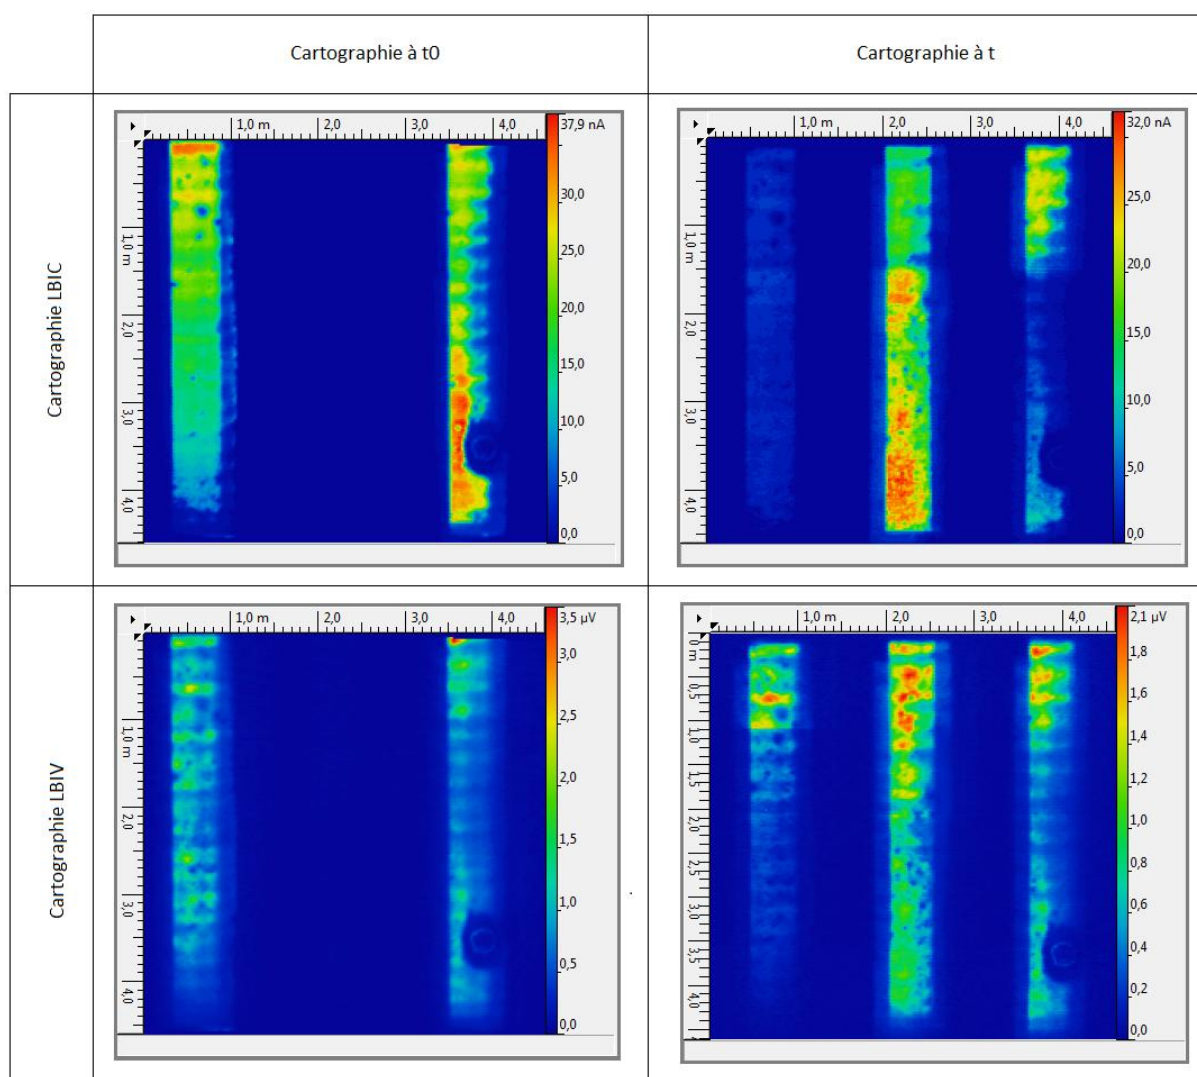 Cartographie à t0
Cartographie à t
Cartographie LBIC
1,0 m 2,0 3,0 4,0
37,9 nA
30,0
25,0
20,0
15,0
10,0
5,0
0,0
1,0 m
2,0
3,0
4,0
1,0 m 2,0 3,0 4,0
32,0 nA
25,0
20,0
15,0
10,0
5,0
0,0
1,0 m
2,0
3,0
4,0
Cartographie LBIV
1,0 m 2,0 3,0 4,0
3,5 µV
3,0
2,5
2,0
1,5
1,0
0,5
0,0
1,0 m
2,0
3,0
4,0
1,0 m 2,0 3,0 4,0
2,1 µV
1,8
1,6
1,4
1,2
1,0
0,8
0,6
0,4
0,2
0,0
0 m
0,5
1,0
1,5
2,0
2,5
3,0
3,5
4,0